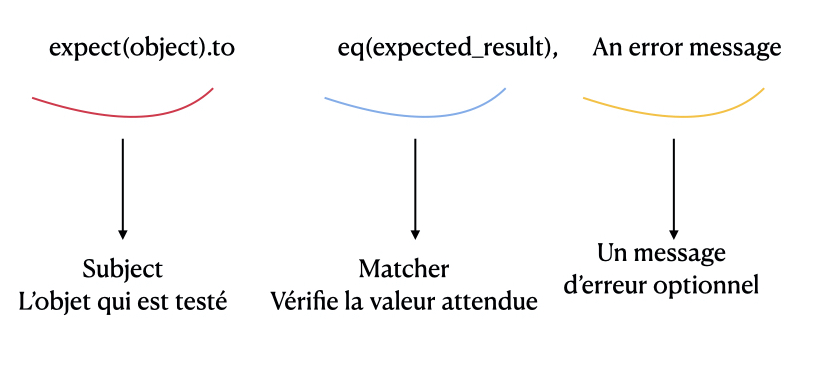 expect(object).to
eq(expected_result),
An error message
Subject
L'objet qui est testé
Matcher
Vérifie la valeur attendue
Un message
d'erreur optionnel